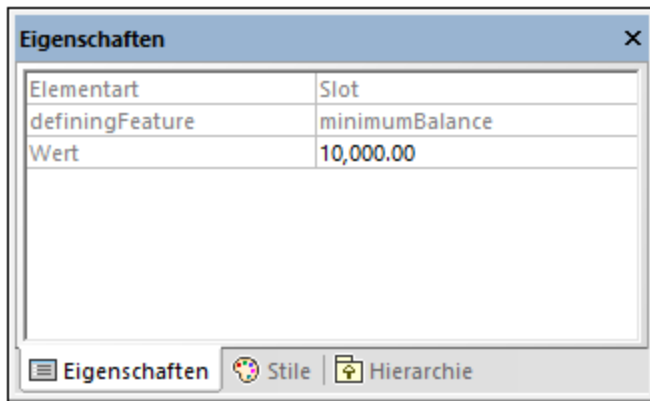 Eigenschaften
Elementart Slot
definingFeature minimumBalance
Wert 10,000.00
Eigenschaften Stile Hierarchie